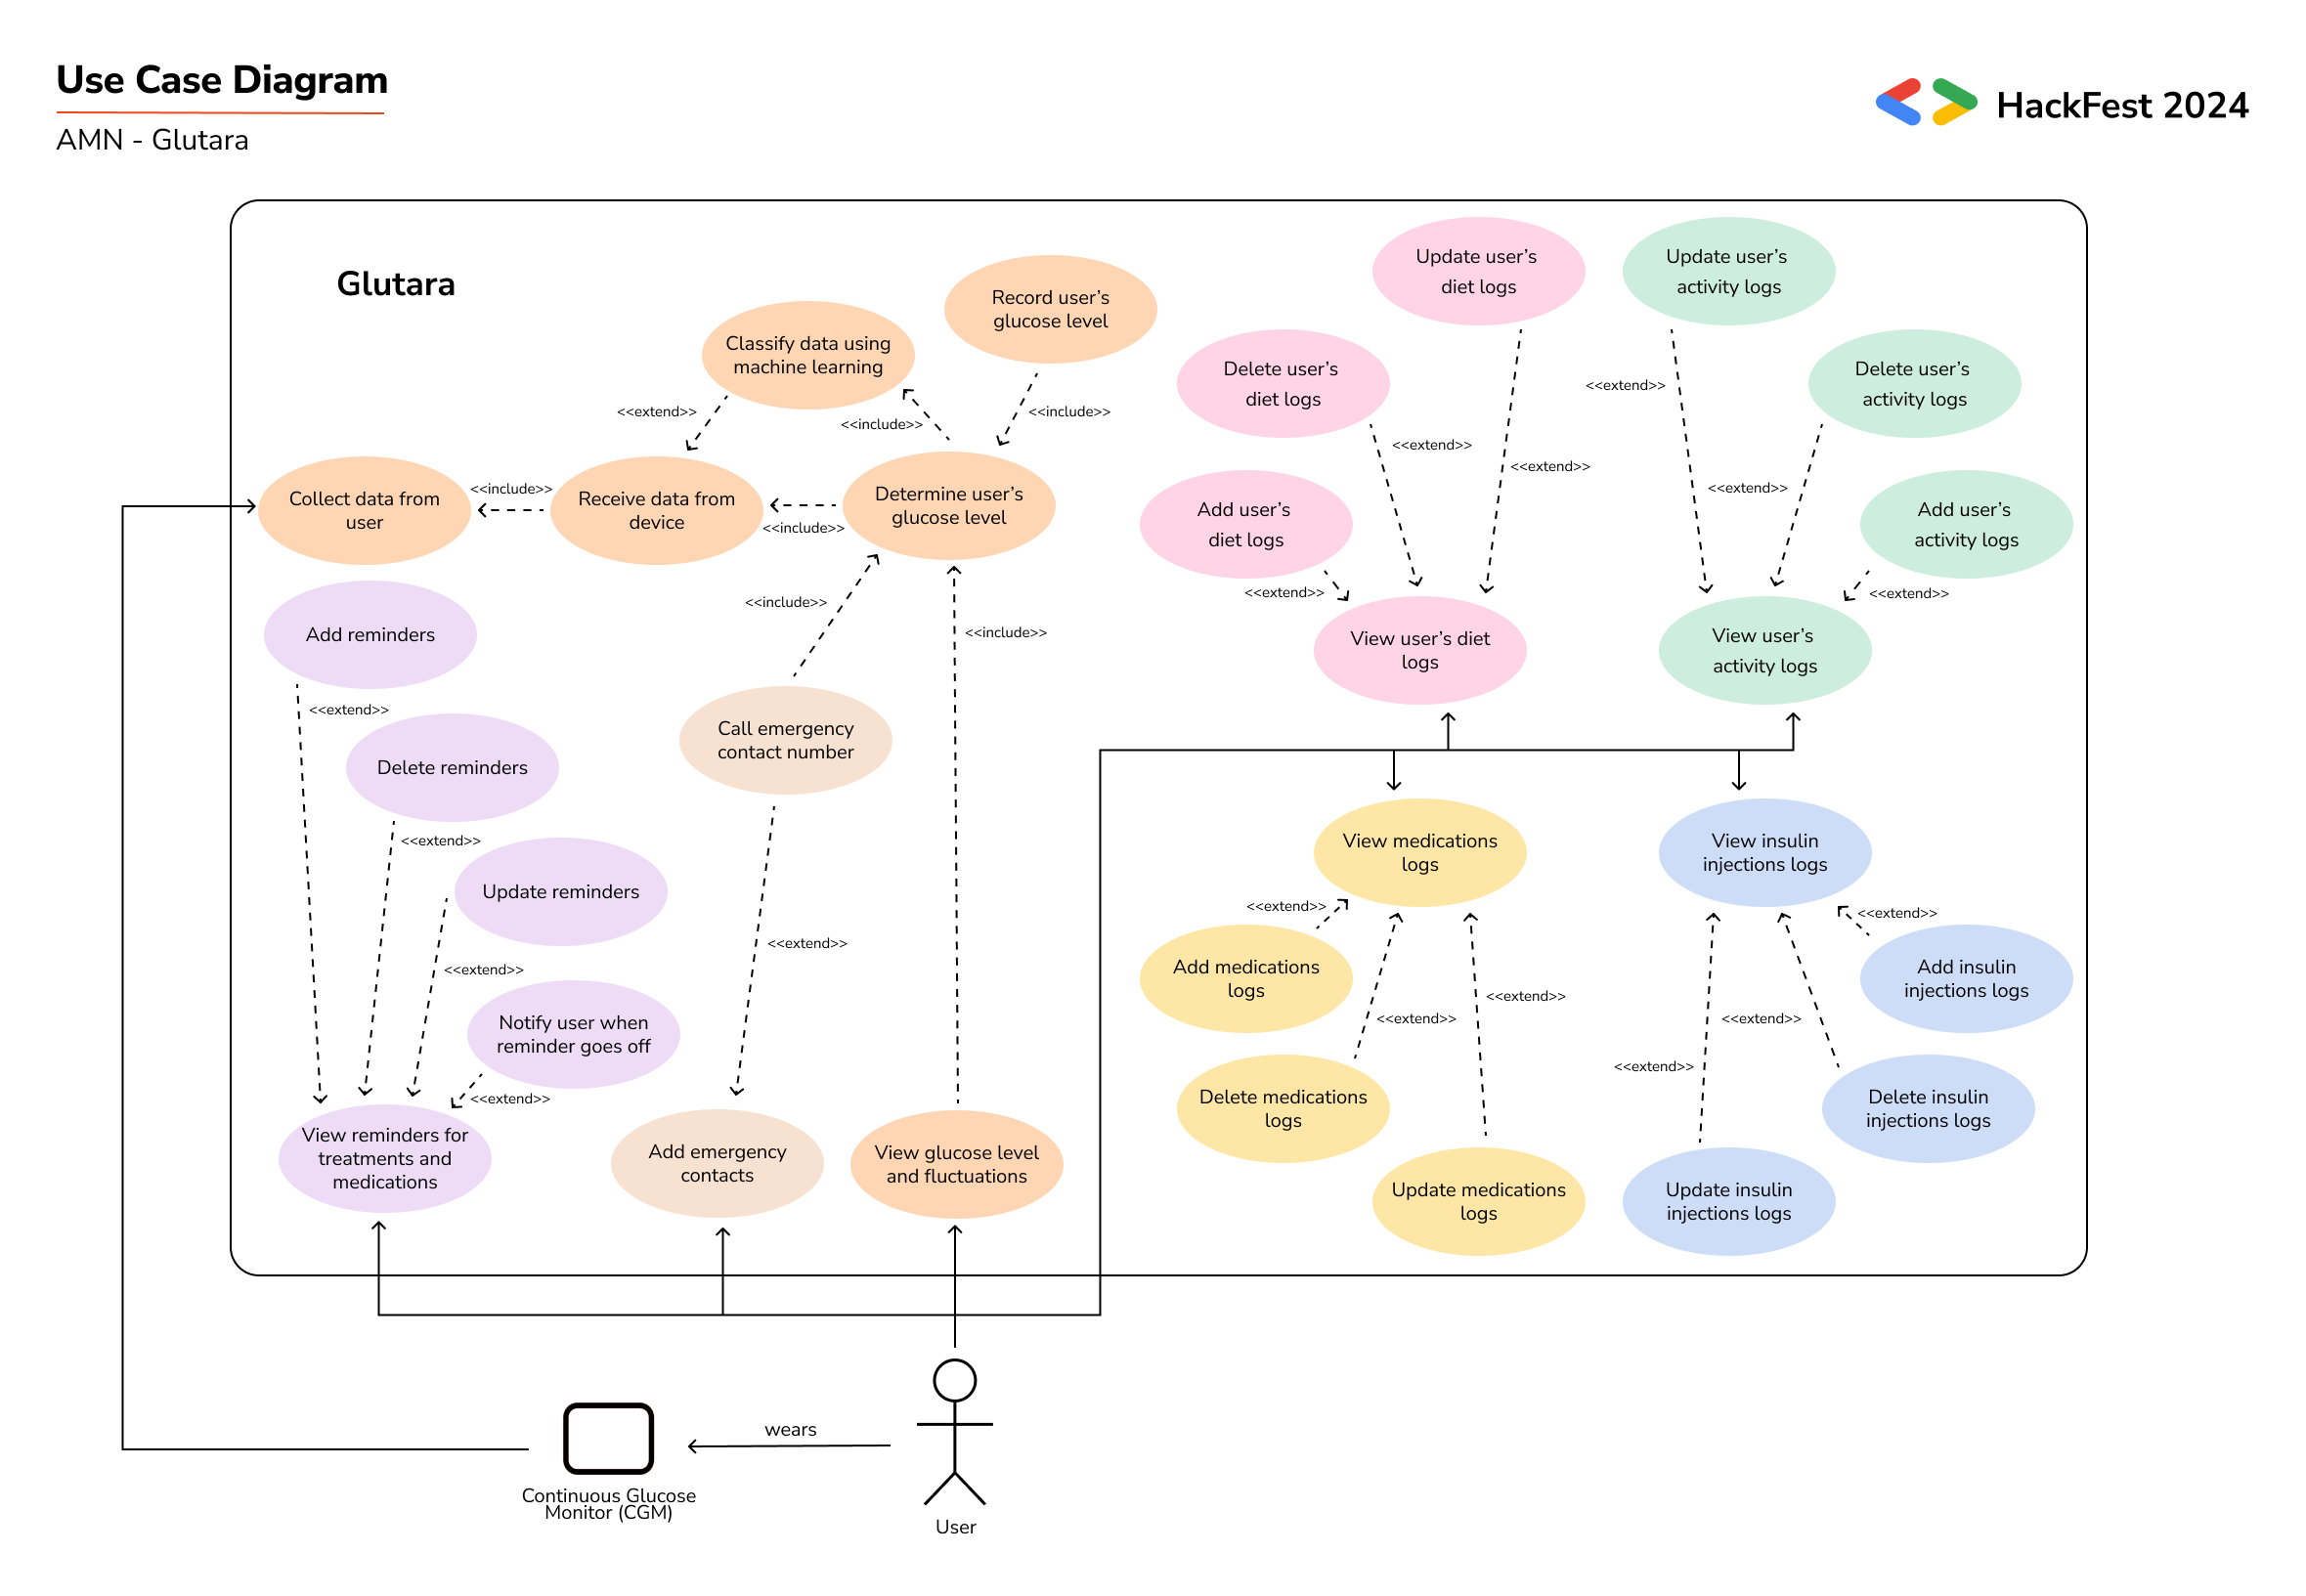 Use Case Diagram
AMN - Glutara
HackFest 2024
Glutara
Record user's
glucose level
Classify data using
machine learning
<<extend>>
<<include>>
<<include>>
Collect data from
user
<<include>>
Receive data from
device
<<include>>
Determine user's
glucose level
<<include>>
<<include>>
Add reminders
<<extend>>
Delete reminders
<<extend>>
Update reminders
<<extend>>
Notify user when
reminder goes off
<<extend>>
View reminders for
treatments and
medications
Call emergency
contact number
<<extend>>
Add emergency
contacts
View glucose level
and fluctuations
Update user's
diet logs
Delete user's
diet logs
<<extend>>
<<extend>>
Add user's
diet logs
<<extend>>
View user's diet
logs
Update user's
activity logs
<<extend>>
Delete user's
activity logs
<<extend>>
Add user's
activity logs
<<extend>>
View user's
activity logs
View medications
logs
<<extend>>
Add medications
logs
<<extend>>
<<extend>>
Delete medications
logs
Update medications
logs
View insulin
injections logs
<<extend>>
Add insulin
injections logs
<<extend>>
<<extend>>
Delete insulin
injections logs
Update insulin
injections logs
wears
Continuous Glucose
Monitor (CGM)
User